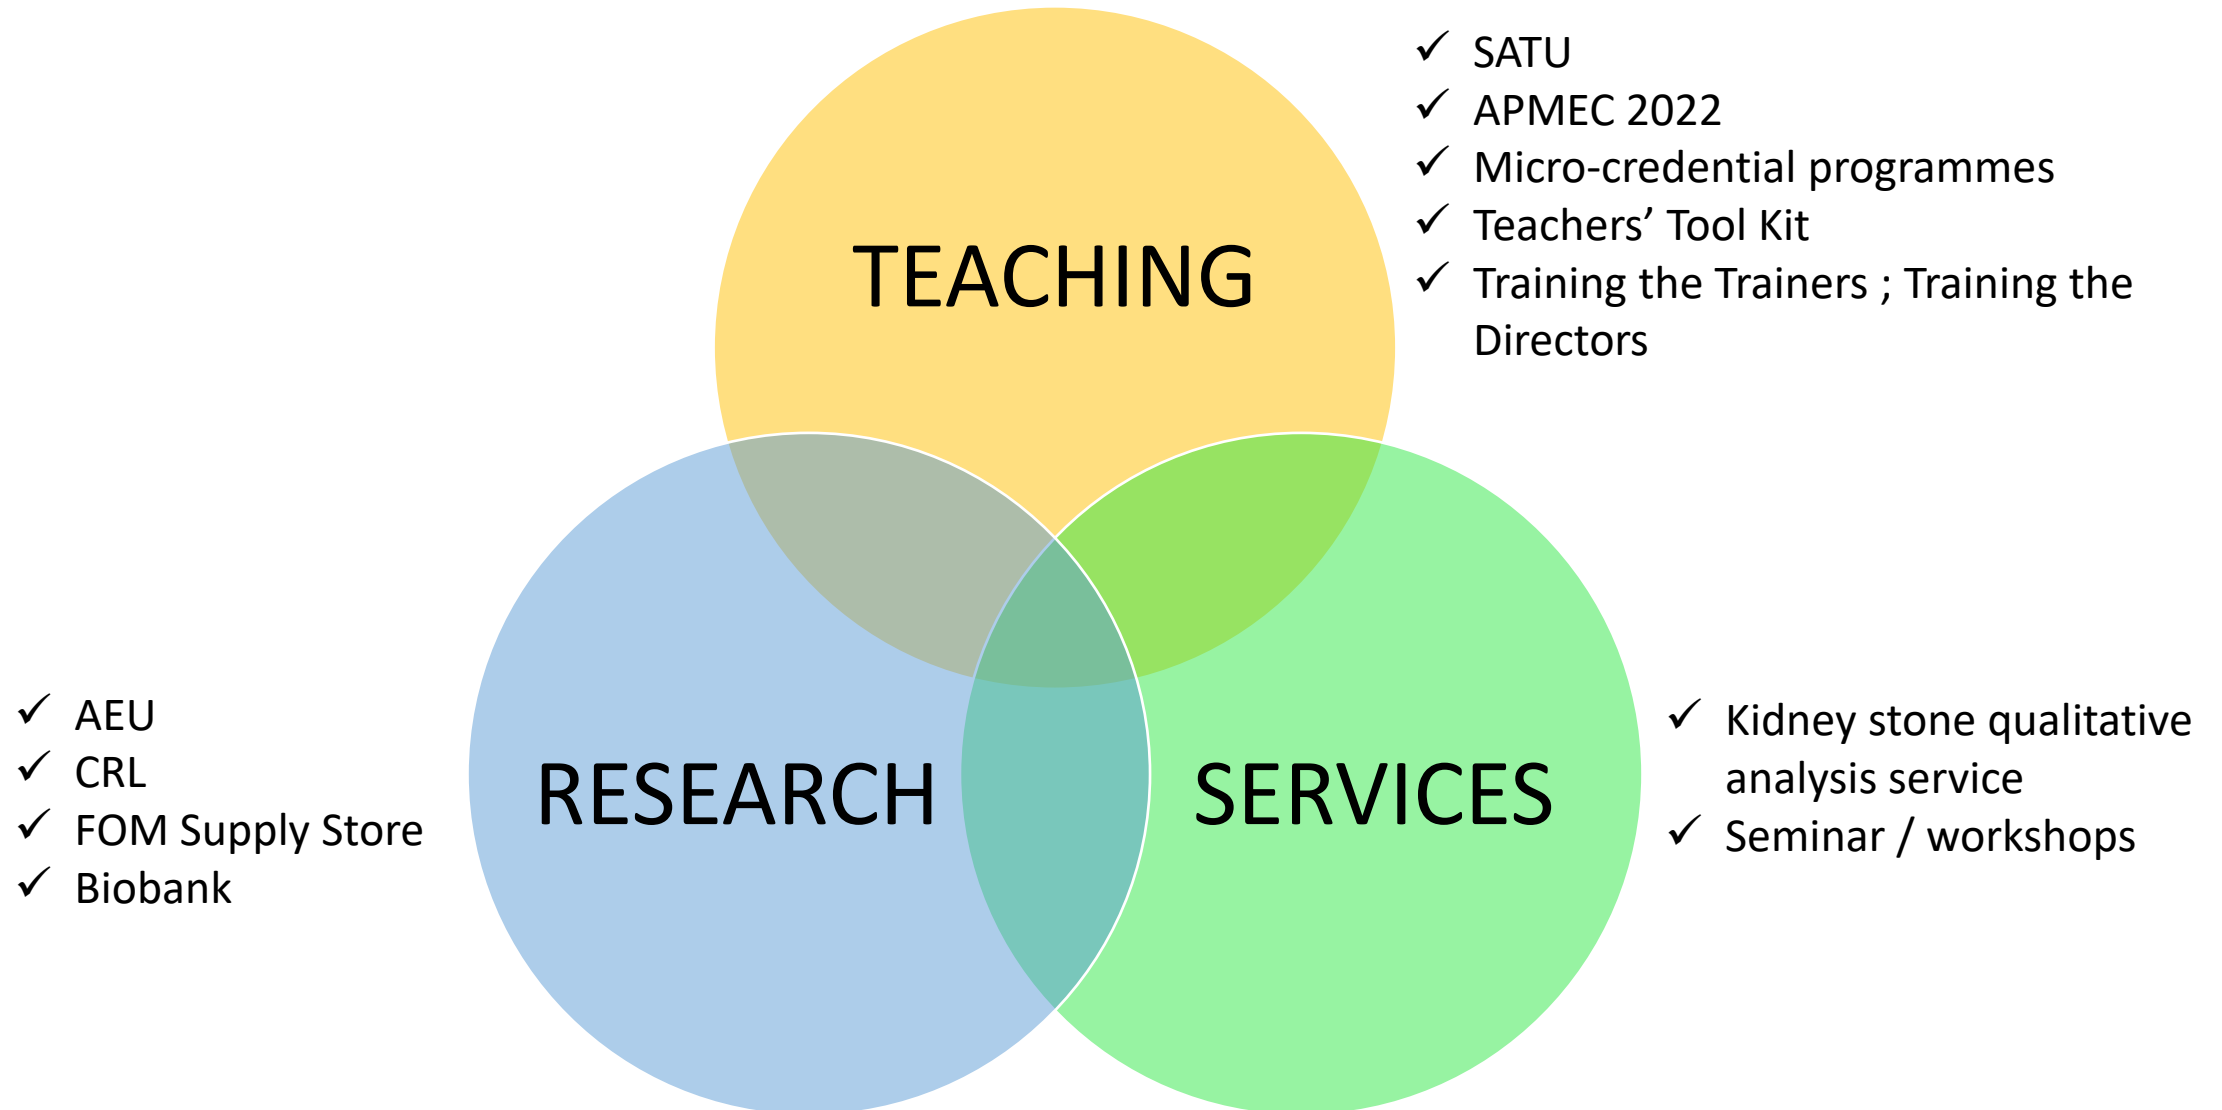 ✓ SATU
✓ APMEC 2022
✓ Micro-credential programmes
✓ Teachers’ Tool Kit
✓ Training the Trainers ; Training the
Directors
TEACHING
✓ AEU
✓ CRL
✓ FOM Supply Store
✓ Biobank
RESEARCH
SERVICES
✓ Kidney stone qualitative
analysis service
✓ Seminar / workshops